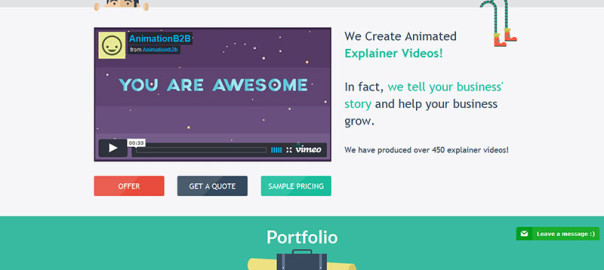 AnimationB2B
from Animationb2b
YOU ARE AWESOME
00:00
vimeo
We Create Animated
Explainer Videos!
In fact, we tell your business'
story and help your business
grow.
We have produced over 450 explainer videos!
OFFER
GET A QUOTE
SAMPLE PRICING
Portfolio
Leave a message :)